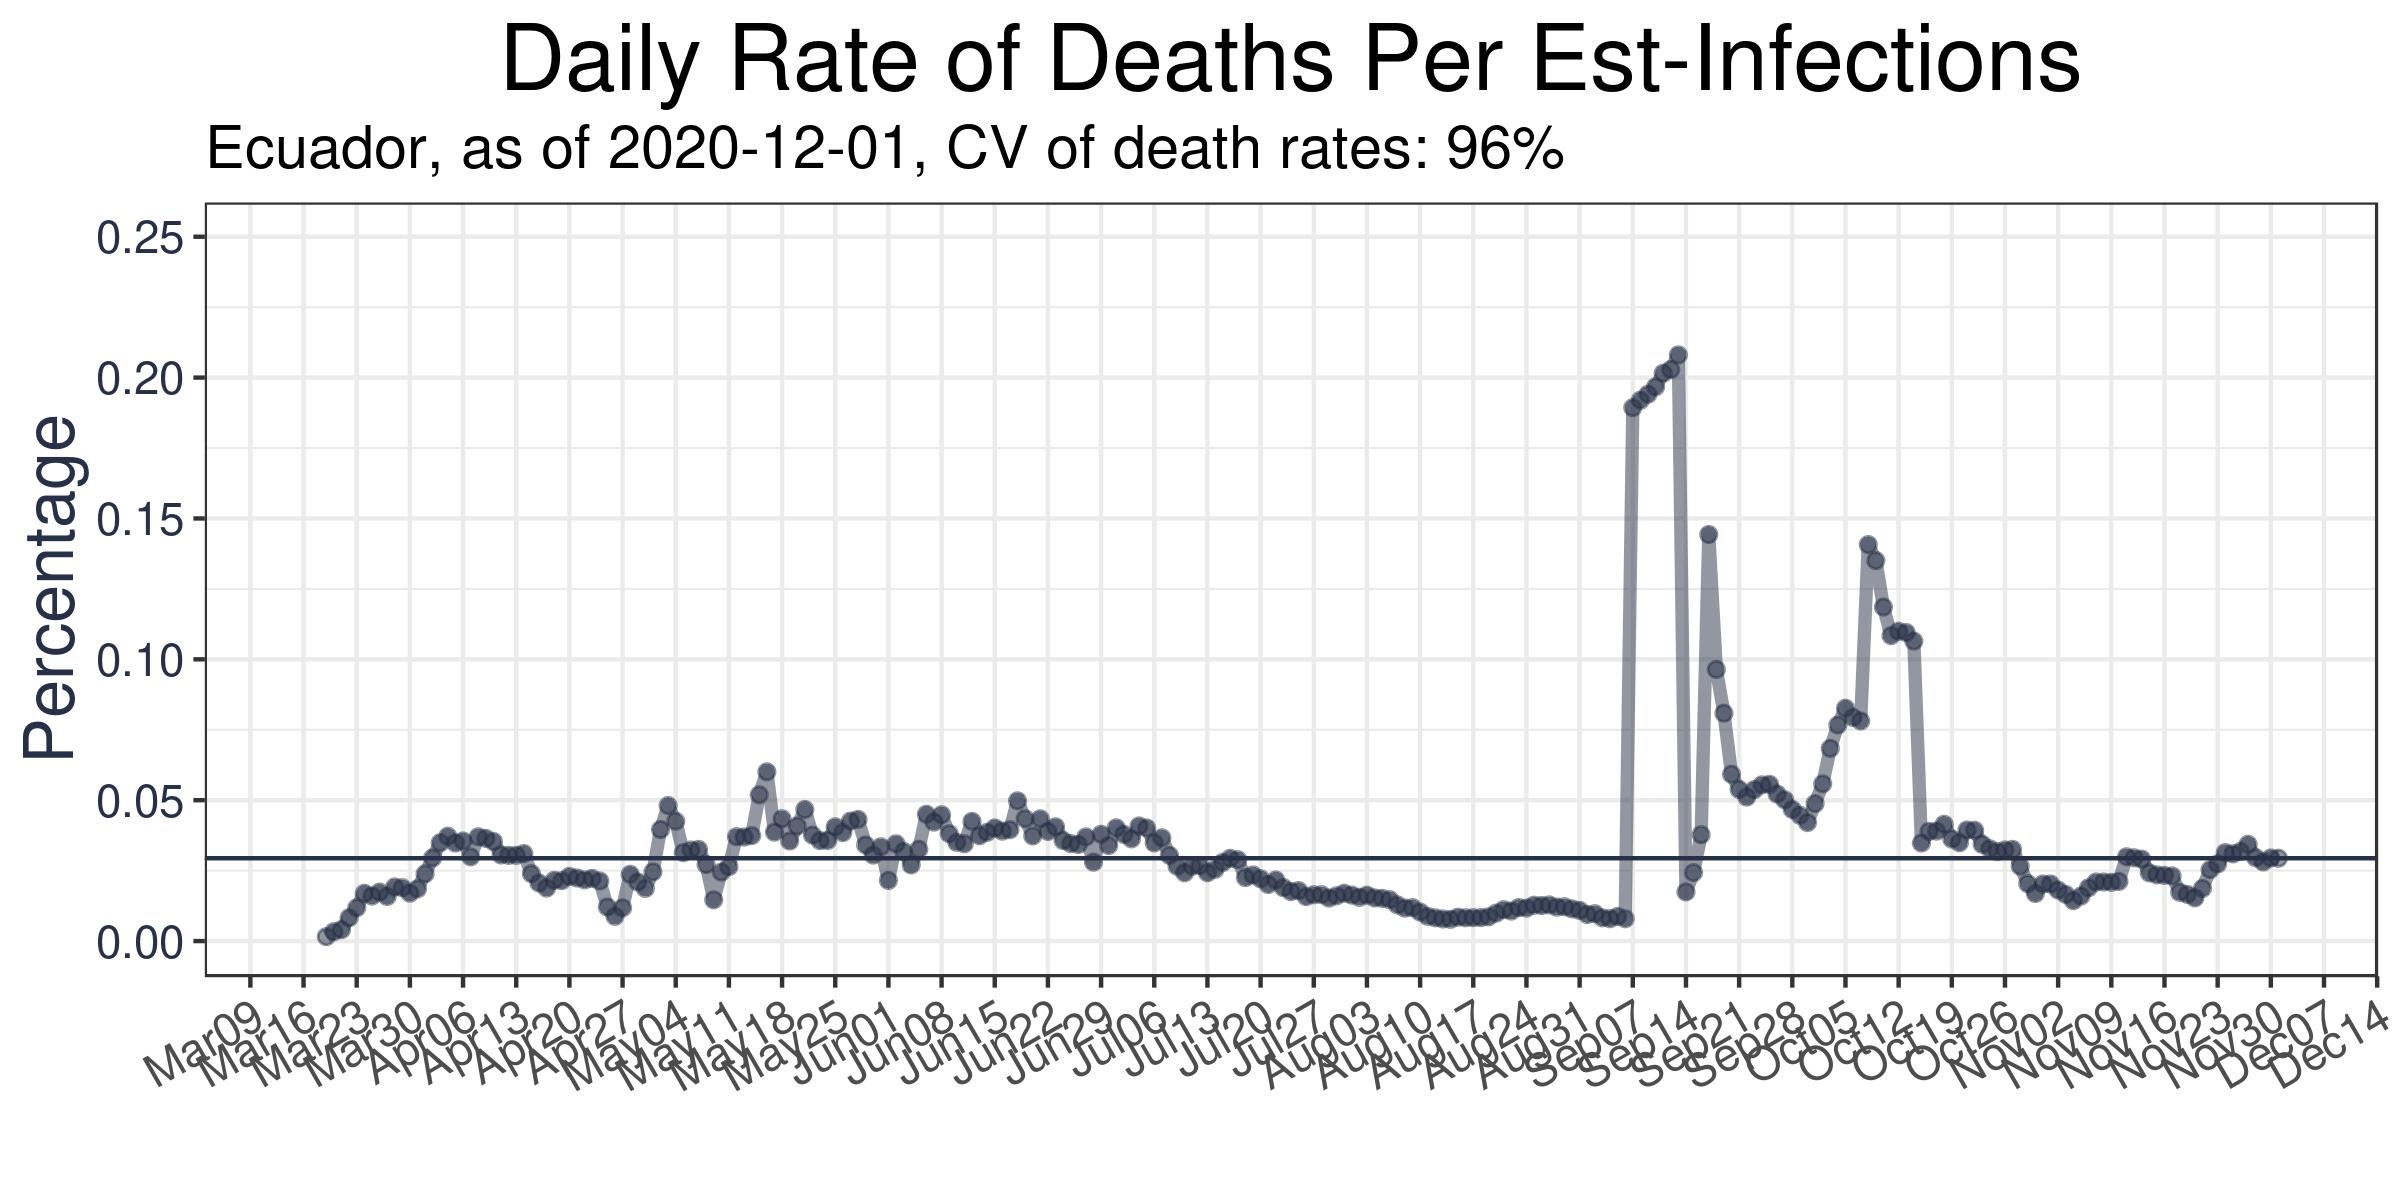 Daily Rate of Deaths Per Est-Infections
Ecuador, as of 2020-12-01, CV of death rates: 96%
Percentage
0.25
0.20
0.15
0.10
0.05
0.00
Mar09
Mar16
Mar23
Mar30
Apr06
Apr13
Apr20
Apr27
May04
May11
May18
May25
Jun01
Jun08
Jun15
Jun22
Jun29
Jul06
Jul13
Jul20
Jul27
Aug03
Aug10
Aug17
Aug24
Aug31
Sep07
Sep14
Sep21
Sep28
Oct05
Oct12
Oct19
Oct26
Nov02
Nov09
Nov16
Nov23
Nov30
Dec07
Dec14